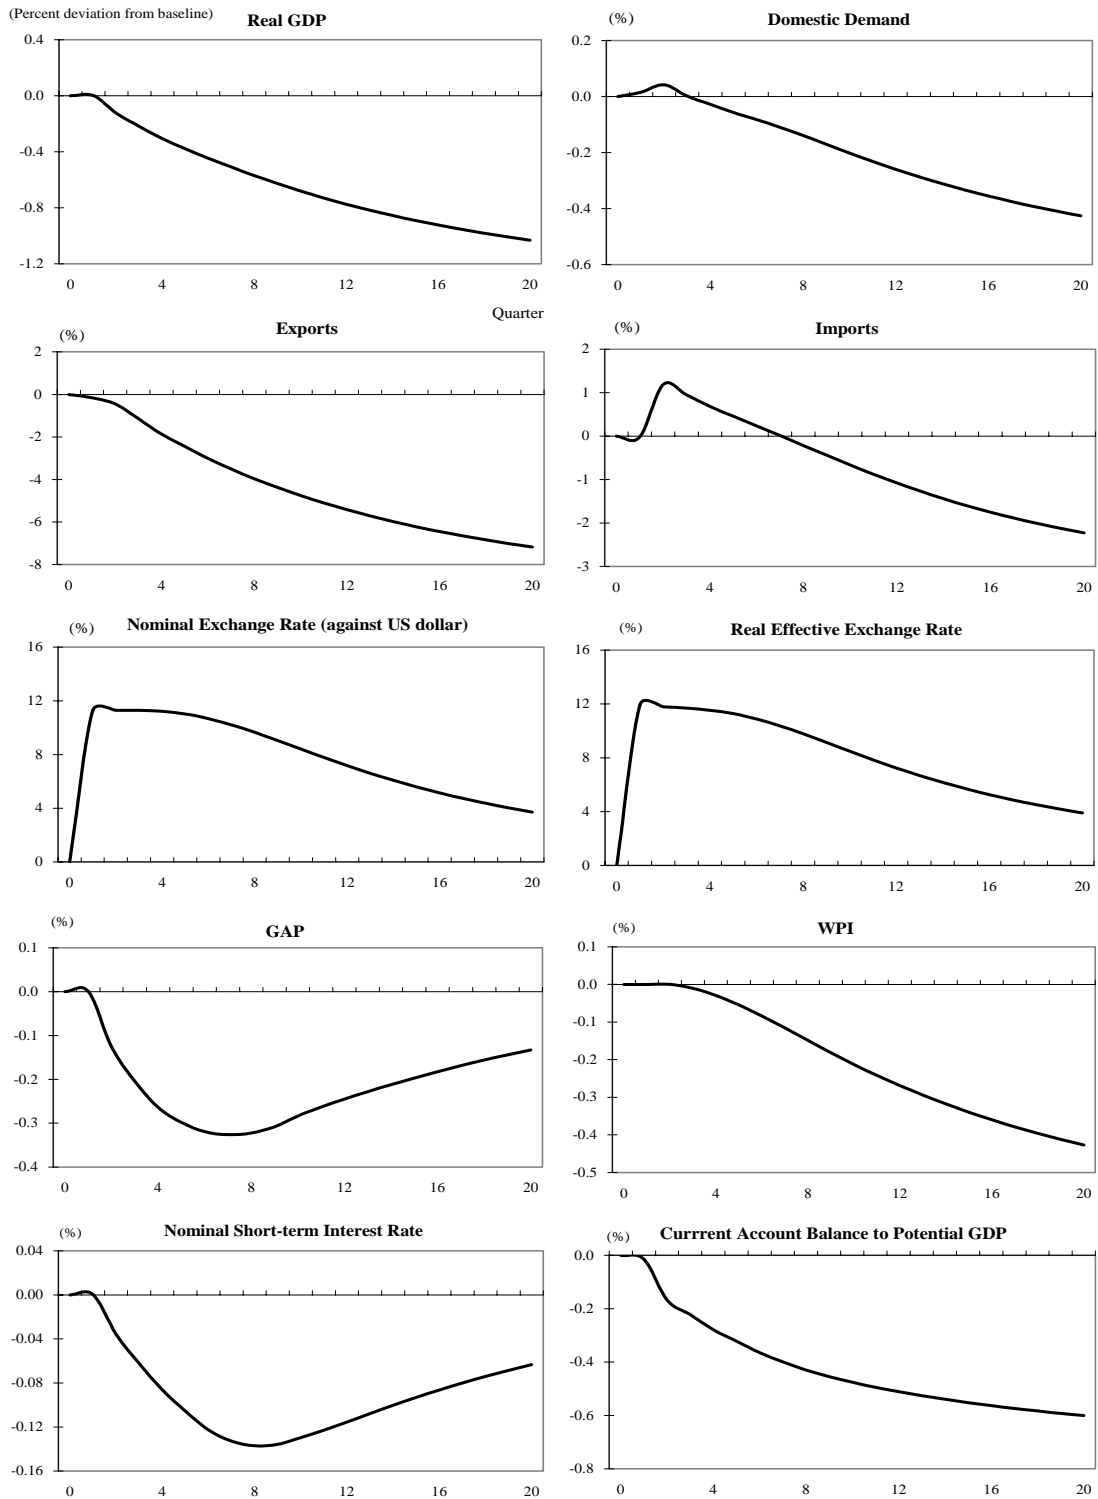 (Percent deviation from baseline)
Real GDP
0.4
0.0
-0.4
-0.8
-1.2
0 4 8 12 16 20
Quarter
(%)
Domestic Demand
0.2
0.0
-0.2
-0.4
-0.6
0 4 8 12 16 20
(%)
Exports
2
0
-2
-4
-6
-8
0 4 8 12 16 20
(%)
Imports
2
1
0
-1
-2
-3
0 4 8 12 16 20
(%)
Nominal Exchange Rate (against US dollar)
16
12
8
4
0
0 4 8 12 16 20
(%)
Real Effective Exchange Rate
16
12
8
4
0
0 4 8 12 16 20
(%)
GAP
0.1
0.0
-0.1
-0.2
-0.3
-0.4
0 4 8 12 16 20
(%)
WPI
0.1
0.0
-0.1
-0.2
-0.3
-0.4
-0.5
0 4 8 12 16 20
(%)
Nominal Short-term Interest Rate
0.04
0.00
-0.04
-0.08
-0.12
-0.16
0 4 8 12 16 20
(%)
Currrent Account Balance to Potential GDP
0.0
-0.2
-0.4
-0.6
-0.8
0 4 8 12 16 20